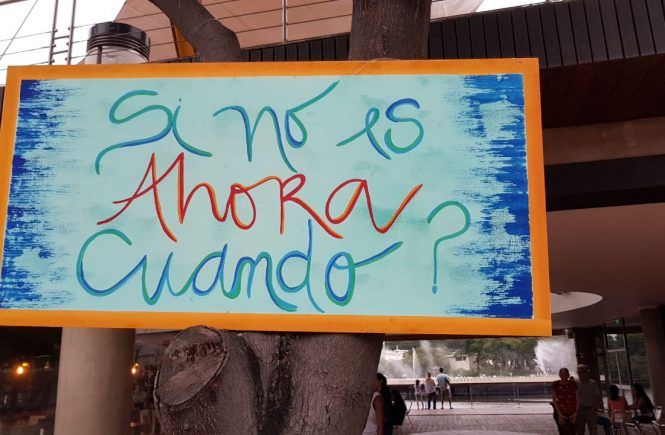 Si no es
Ahora
Cuando?